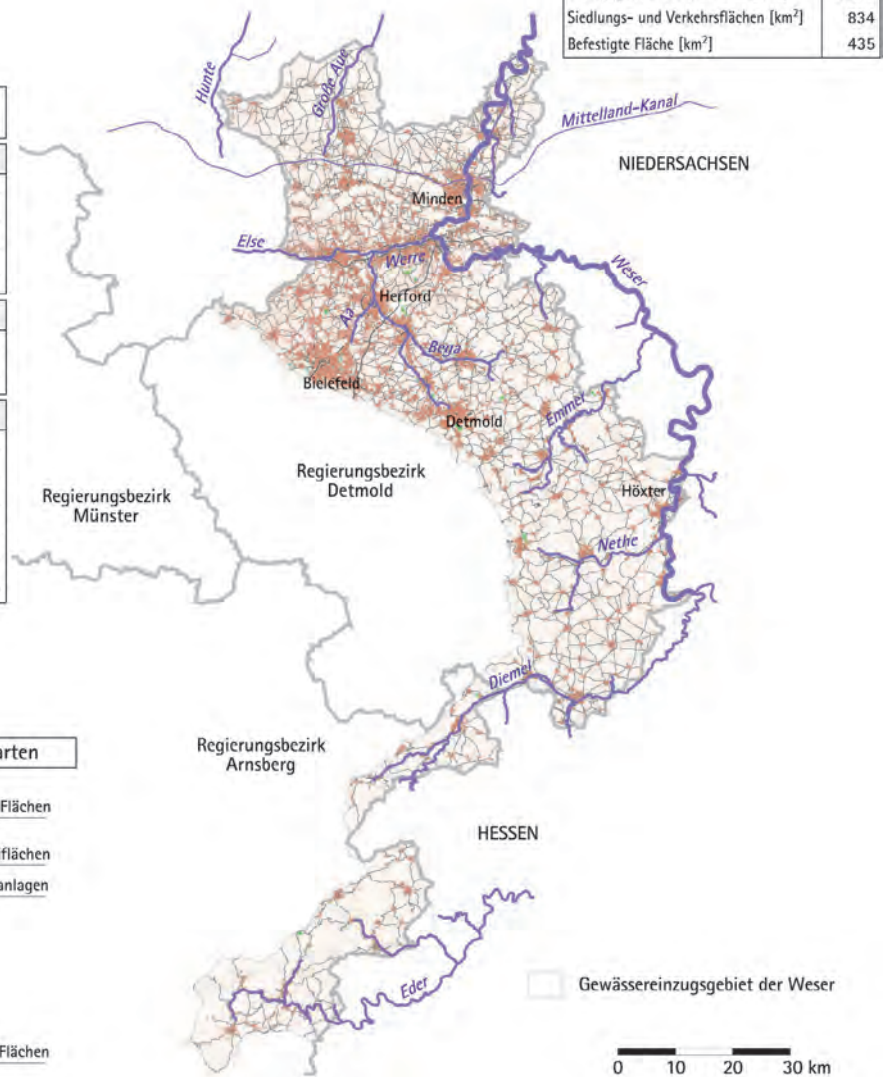 Siedlungs- und Verkehrsflächen [km²] 834
Befestigte Fläche [km²] 435
Hunte
Große Aue
Mittelland-Kanal
NIEDERSACHSEN
Minden
Else
Werre
Weser
Herford
Aa
Bega
Bielefeld
Emmer
Detmold
Regierungsbezirk
Detmold
Regierungsbezirk
Münster
Höxter
Nethe
Diemel
Regierungsbezirk
Arnsberg
arten
Flächen
HESSEN
flächen
anlagen
Eder
Gewässereinzugsgebiet der Weser
Flächen
0 10 20 30 km